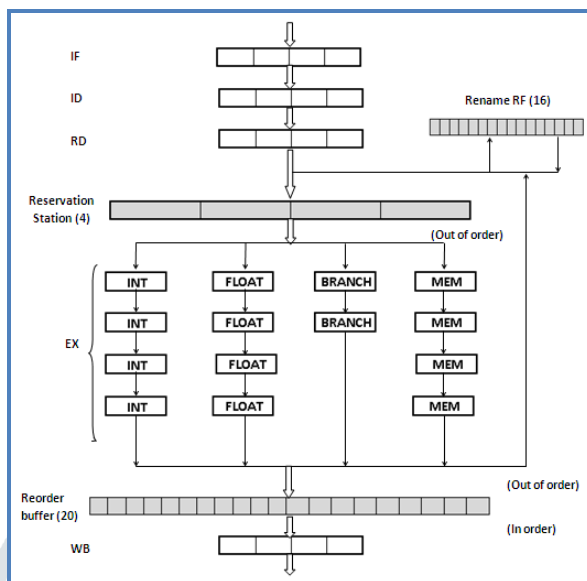 IF
ID
Rename RF (16)
RD
Reservation
Station (4)
(Out of order)
INT FLOAT BRANCH MEM
INT FLOAT BRANCH MEM
EX
INT FLOAT MEM
INT FLOAT MEM
(Out of order)
Reorder
buffer (20)
(In order)
WB